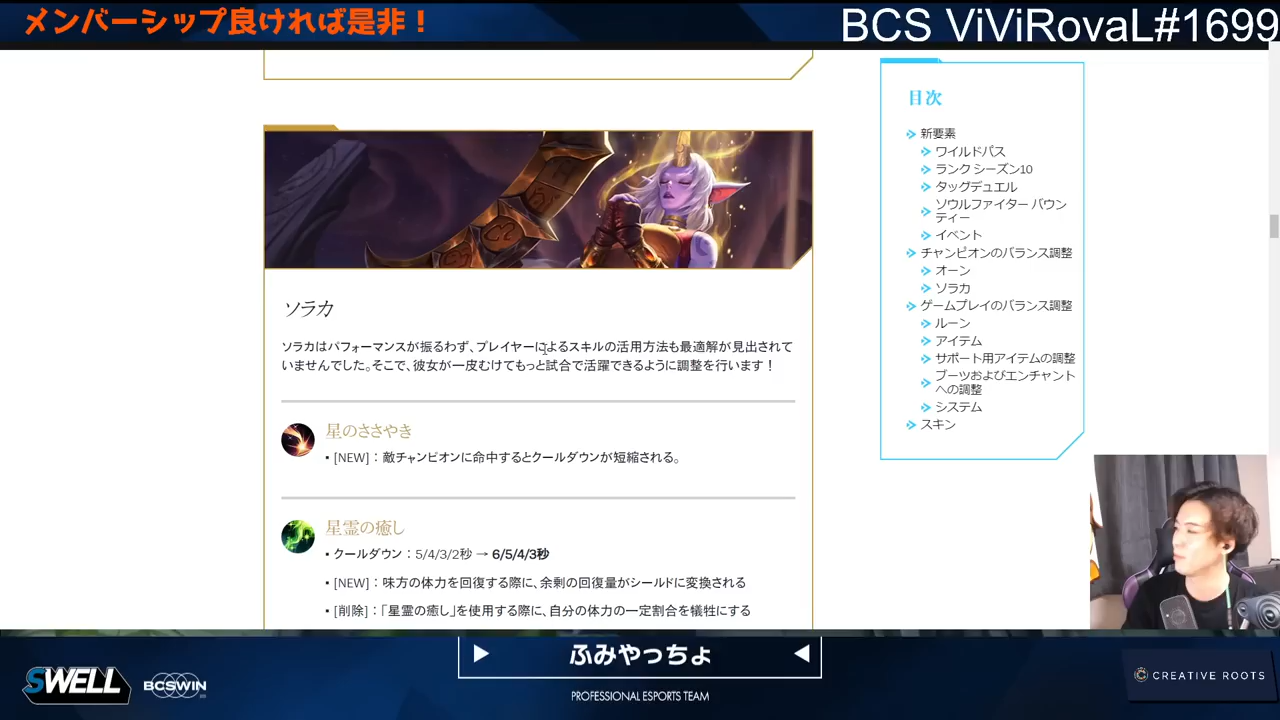 メンバーシップ良ければ是非！
BCS ViViRovaL#1699
ソラカ
ソラカはパフォーマンスが振るわず、プレイヤーによるスキルの活用方法も最適解が見出されて
いませんでした。そこで、彼女が一皮むけてもっと試合で活躍できるように調整を行います！
星のささやき
• [NEW]：敵チャンピオンに命中するとクールダウンが短縮される。
星霊の癒し
• クールダウン：5/4/3/2秒 → 6/5/4/3秒
• [NEW]：味方の体力を回復する際に、余剰の回復量がシールドに変換される
• [削除]：「星霊の癒し」を使用する際に、自分の体力の一定割合を犠牲にする
目次
新要素
ワイルドパス
ランク シーズン10
タッグデュエル
ソウルファイター バウン
ティー
イベント
チャンピオンのバランス調整
オーン
ソラカ
ゲームプレイのバランス調整
ルーン
アイテム
サポート用アイテムの調整
ブーツおよびエンチャント
への調整
システム
スキン
SWELL
BCSWIN
ふみやっちょ
PROFESSIONAL ESPORTS TEAM
CREATIVE ROOTS